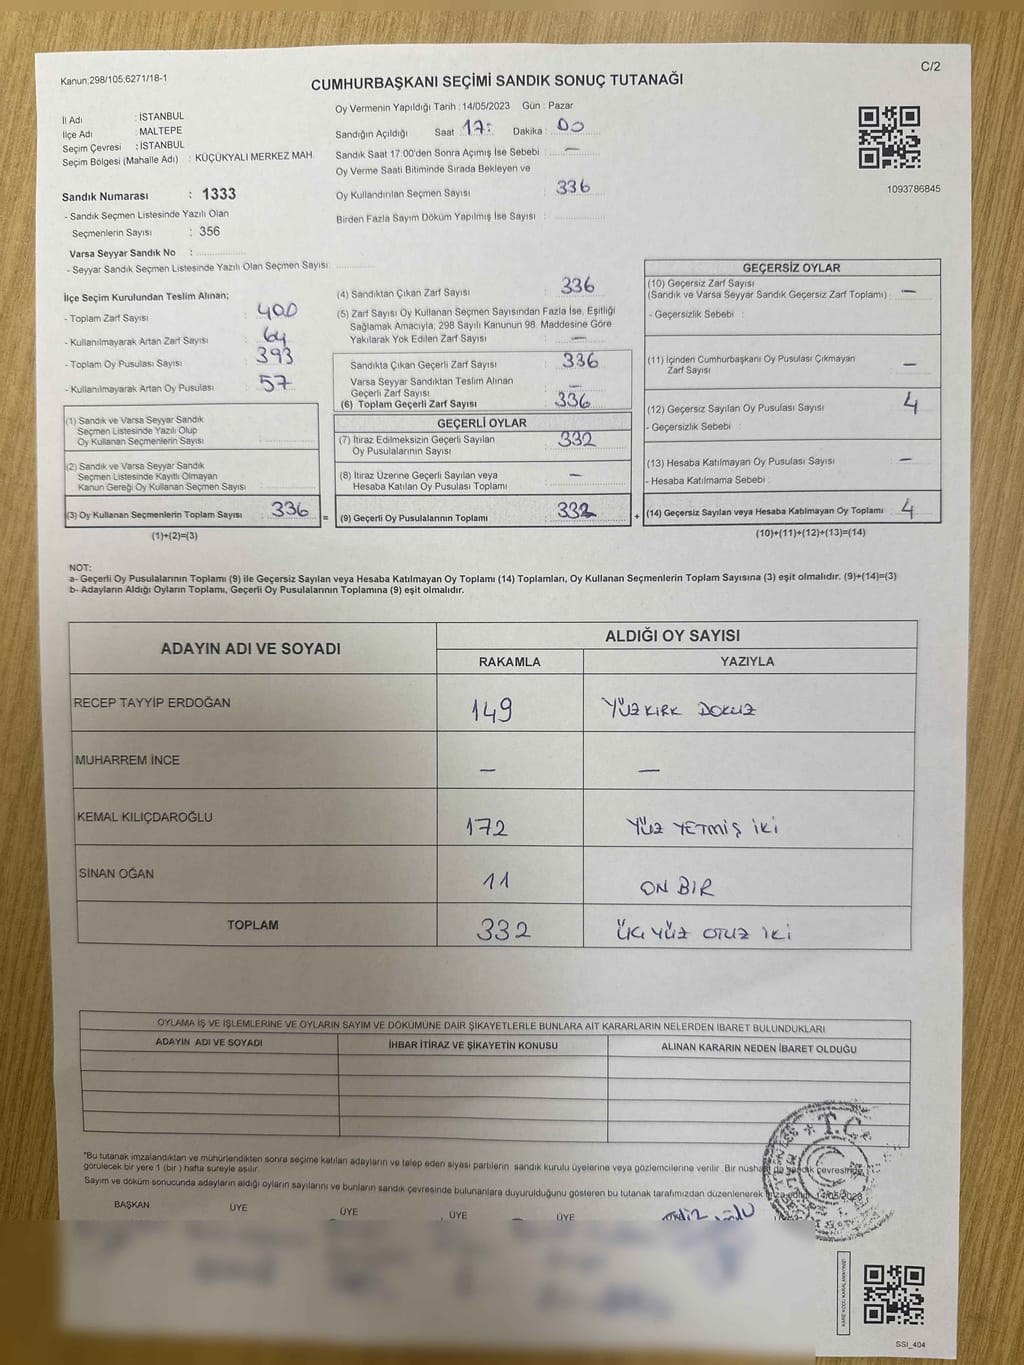 Kanun;298/105;6271/18-1
C/2
CUMHURBAŞKANI SEÇİMİ SANDIK SONUÇ TUTANAĞI
İl Adı : İSTANBUL
İlçe Adı : MALTEPE
Seçim Çevresi : İSTANBUL
Seçim Bölgesi (Mahalle Adı) : KÜÇÜKYALI MERKEZ MAH
Oy Vermenin Yapıldığı Tarih : 14/05/2023 Gün : Pazar
Sandığın Açıldığı Saat : 17: Dakika : 00
Sandık Saat 17:00'den Sonra Açımış İse Sebebi : —
Oy Verme Saati Bitiminde Sırada Bekleyen ve
Oy Kullandırılan Seçmen Sayısı : 336
Birden Fazla Sayım Döküm Yapılmış İse Sayısı :
1093786845
Sandık Numarası : 1333
- Sandık Seçmen Listesinde Yazılı Olan
Seçmenlerin Sayısı : 356
Varsa Seyyar Sandık No :
- Seyyar Sandık Seçmen Listesinde Yazılı Olan Seçmen Sayısı:
İlçe Seçim Kurulundan Teslim Alınan;
- Toplam Zarf Sayısı : 400
- Kullanılmayarak Artan Zarf Sayısı : 64
- Toplam Oy Pusulası Sayısı : 393
- Kullanılmayarak Artan Oy Pusulası : 57
(1) Sandık ve Varsa Seyyar Sandık
Seçmen Listesinde Yazılı Olup
Oy Kullanan Seçmenlerin Sayısı :
(2) Sandık ve Varsa Seyyar Sandık
Seçmen Listesinde Kayıtlı Olmayan
Kanun Gereği Oy Kullanan Seçmen Sayısı :
(3) Oy Kullanan Seçmenlerin Toplam Sayısı : 336
(1)+(2)=(3)
(4) Sandıktan Çıkan Zarf Sayısı : 336
(5) Zarf Sayısı Oy Kullanan Seçmen Sayısından Fazla İse, Eşitliği
Sağlamak Amacıyla, 298 Sayılı Kanunun 98. Maddesine Göre
Yakılarak Yok Edilen Zarf Sayısı : —
Sandıkta Çıkan Geçerli Zarf Sayısı : 336
Varsa Seyyar Sandıktan Teslim Alınan
Geçerli Zarf Sayısı : —
(6) Toplam Geçerli Zarf Sayısı : 336
GEÇERLİ OYLAR
(7) İtiraz Edilmeksizin Geçerli Sayılan
Oy Pusulalarının Sayısı : 332
(8) İtiraz Üzerine Geçerli Sayılan veya
Hesaba Katılan Oy Pusulası Toplamı : —
= (9) Geçerli Oy Pusulalarının Toplamı : 332
GEÇERSİZ OYLAR
(10) Geçersiz Zarf Sayısı
(Sandık ve Varsa Seyyar Sandık Geçersiz Zarf Toplamı) : —
- Geçersizlik Sebebi :
(11) İçinden Cumhurbaşkanı Oy Pusulası Çıkmayan
Zarf Sayısı —
(12) Geçersiz Sayılan Oy Pusulası Sayısı : 4
- Geçersizlik Sebebi :
(13) Hesaba Katılmayan Oy Pusulası Sayısı : —
- Hesaba Katılmama Sebebi :
+ (14) Geçersiz Sayılan veya Hesaba Katılmayan Oy Toplamı : 4
(10)+(11)+(12)+(13)=(14)
NOT:
a- Geçerli Oy Pusulalarının Toplamı (9) ile Geçersiz Sayılan veya Hesaba Katılmayan Oy Toplamı (14) Toplamları, Oy Kullanan Seçmenlerin Toplam Sayısına (3) eşit olmalıdır. (9)+(14)=(3)
b- Adayların Aldığı Oyların Toplamı, Geçerli Oy Pusulalarının Toplamına (9) eşit olmalıdır.
ADAYIN ADI VE SOYADI ALDIĞI OY SAYISI
RAKAMLA YAZIYLA
RECEP TAYYİP ERDOĞAN 149 YÜZ KIRK DOKUZ
MUHARREM İNCE — —
KEMAL KILIÇDAROĞLU 172 YÜZ YETMİŞ İKİ
SİNAN OĞAN 11 ON BİR
TOPLAM 332 ÜÇ YÜZ OTUZ İKİ
OYLAMA İŞ VE İŞLEMLERİNE VE OYLARIN SAYIM VE DÖKÜMÜNE DAİR ŞİKAYETLERLE BUNLARA AİT KARARLARIN NELERDEN İBARET BULUNDUKLARI
ADAYIN ADI VE SOYADI İHBAR İTİRAZ VE ŞİKAYETİN KONUSU ALINAN KARARIN NEDEN İBARET OLDUĞU
*Bu tutanak imzalandıktan ve mühürlendikten sonra seçime katılan adayların ve talep eden siyasi partilerin sandık kurulu üyelerine veya gözlemcilerine verilir. Bir nüshası da sandık çevresinde
görülecek bir yere 1 (bir ) hafta süreyle asılır.
Sayım ve döküm sonucunda adayların aldığı oyların sayılarını ve bunların sandık çevresinde bulunanlara duyurulduğunu gösteren bu tutanak tarafımızdan düzenlenerek imza edildi. 14/05/2023
BAŞKAN ÜYE ÜYE ÜYE ÜYE
T.C.
KARE KODU KARALAMAYINIZ!
SSI_404